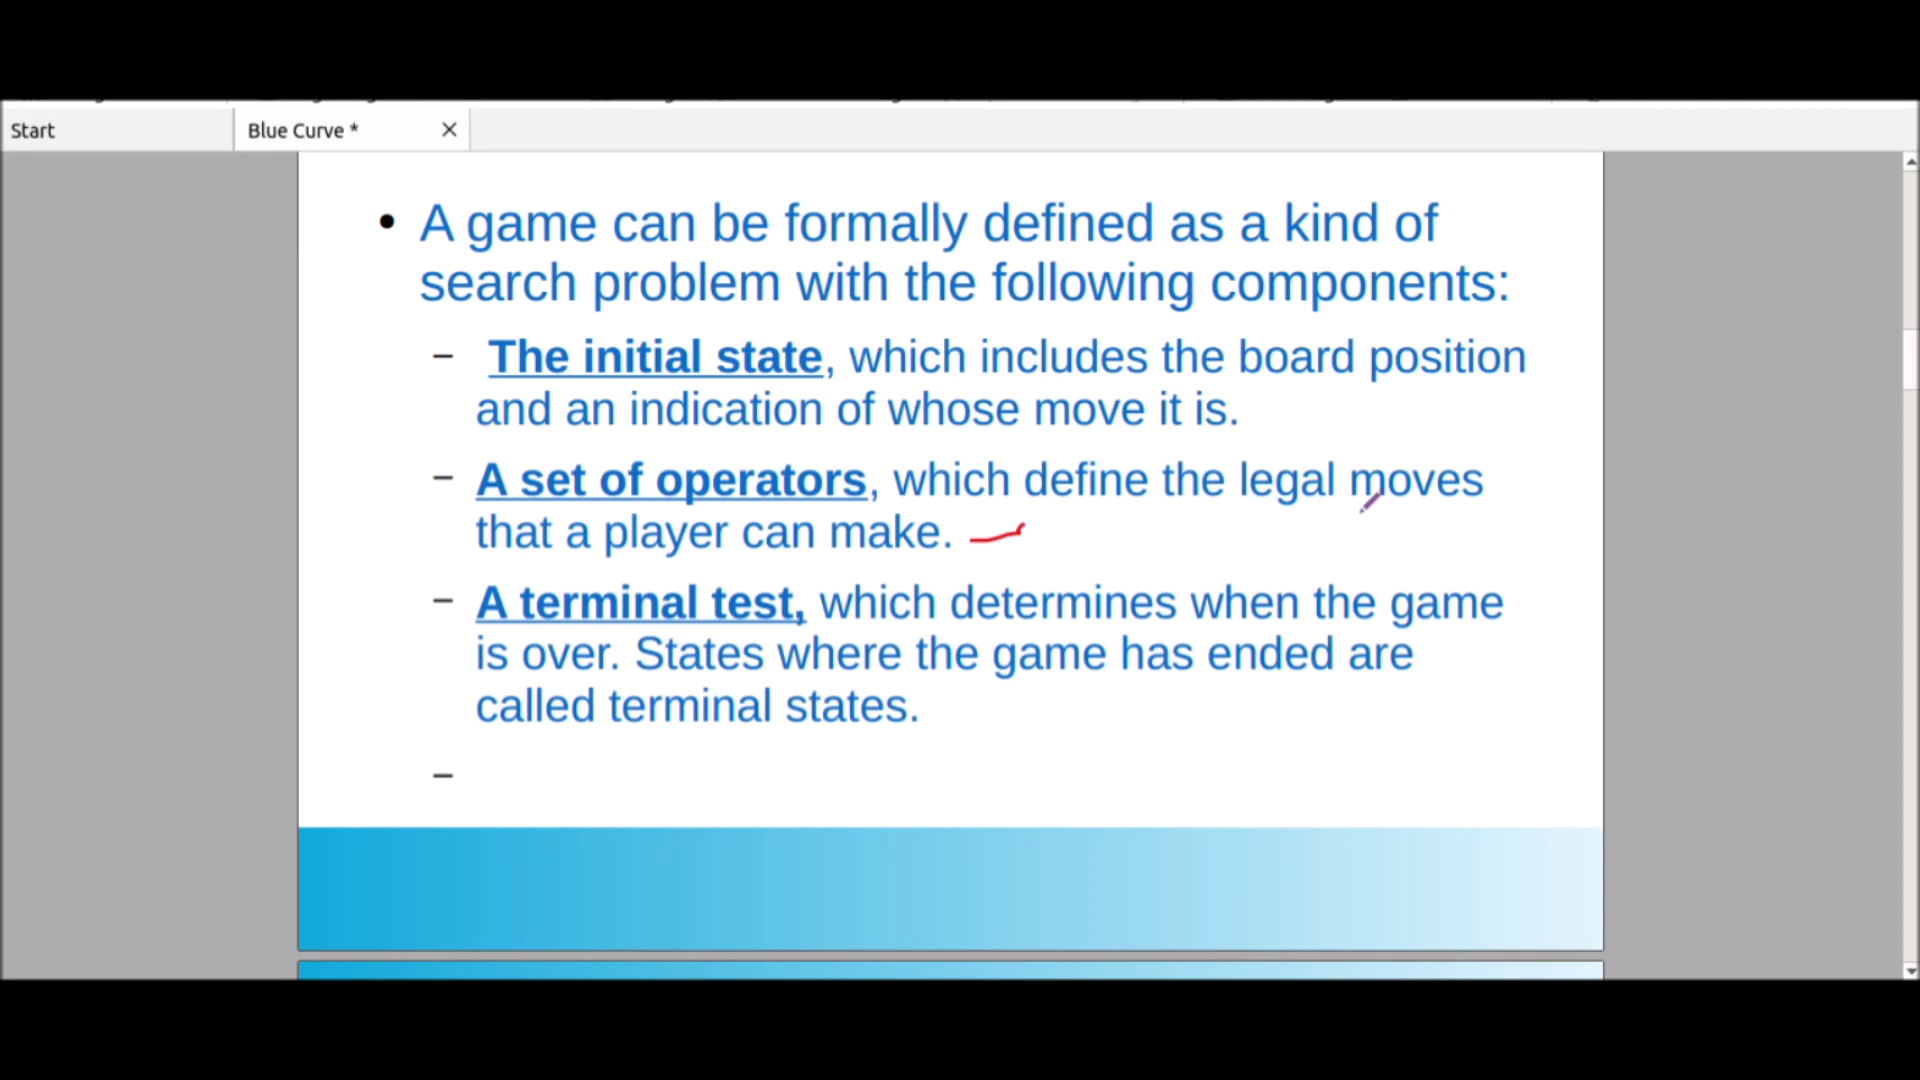 Start
Blue Curve *
• A game can be formally defined as a kind of
search problem with the following components:
– The initial state, which includes the board position
and an indication of whose move it is.
– A set of operators, which define the legal moves
that a player can make.
– A terminal test, which determines when the game
is over. States where the game has ended are
called terminal states.
–